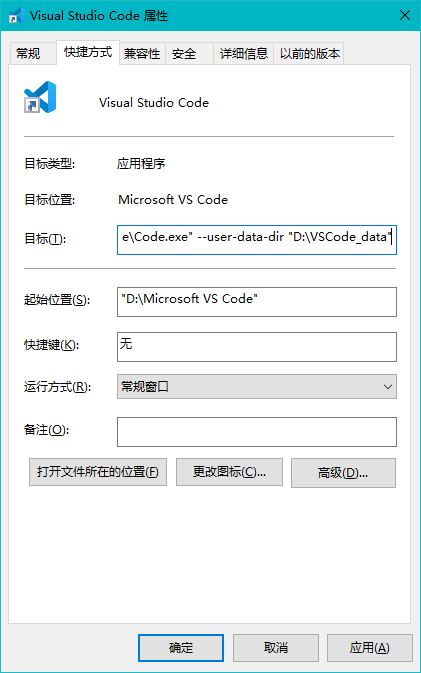 Visual Studio Code 属性
常规 快捷方式 兼容性 安全 详细信息 以前的版本
Visual Studio Code
目标类型: 应用程序
目标位置: Microsoft VS Code
目标(T): e\Code.exe" --user-data-dir "D:\VSCode_data"
起始位置(S): "D:\Microsoft VS Code"
快捷键(K): 无
运行方式(R): 常规窗口
备注(O):
打开文件所在的位置(F) 更改图标(C)... 高级(D)...
确定 取消 应用(A)